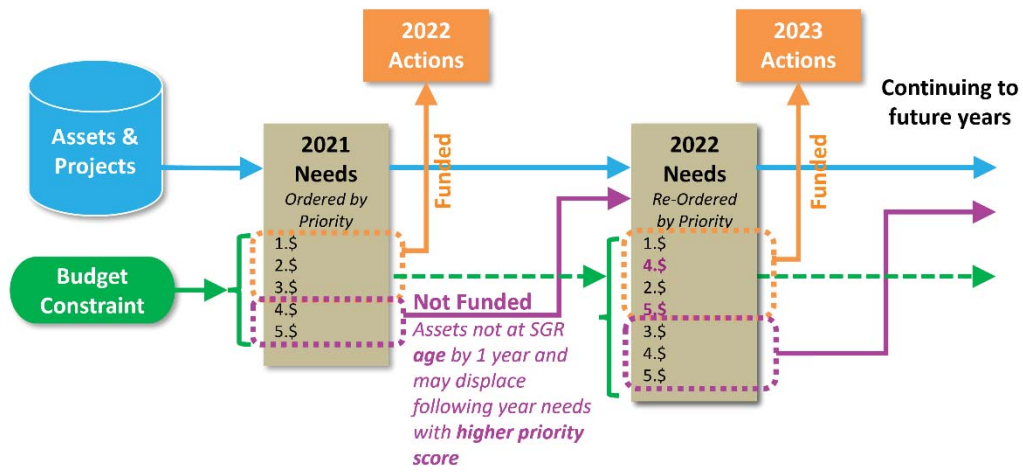 2022
Actions
2023
Actions
Continuing to
future years
Assets &
Projects
2021
Needs
Ordered by
Priority
1.$
2.$
3.$
4.$
5.$
Funded
2022
Needs
Re-Ordered
by Priority
1.$
4.$
2.$
5.$
3.$
4.$
5.$
Funded
Budget
Constraint
Not Funded
Assets not at SGR
age by 1 year and
may displace
following year needs
with higher priority
score